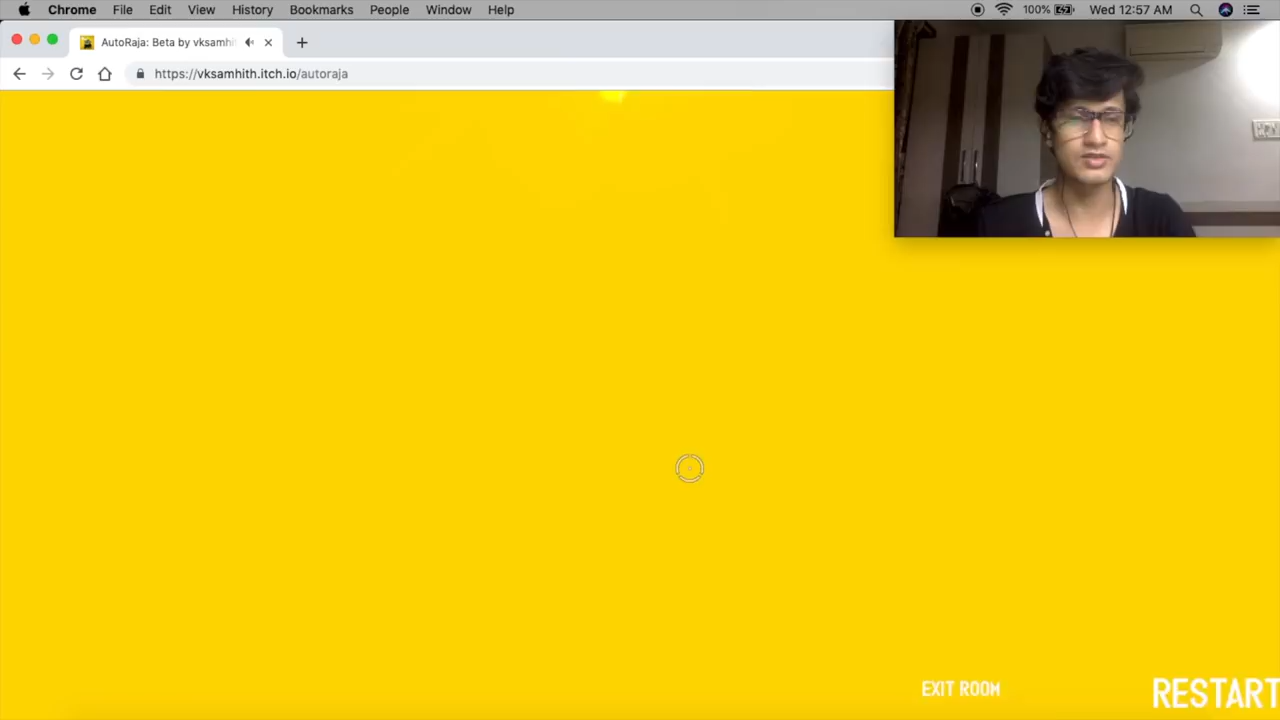 Chrome File Edit View History Bookmarks People Window Help 100% Wed 12:57 AM
AutoRaja: Beta by vksamhit
https://vksamhith.itch.io/autoraja
EXIT ROOM
RESTART